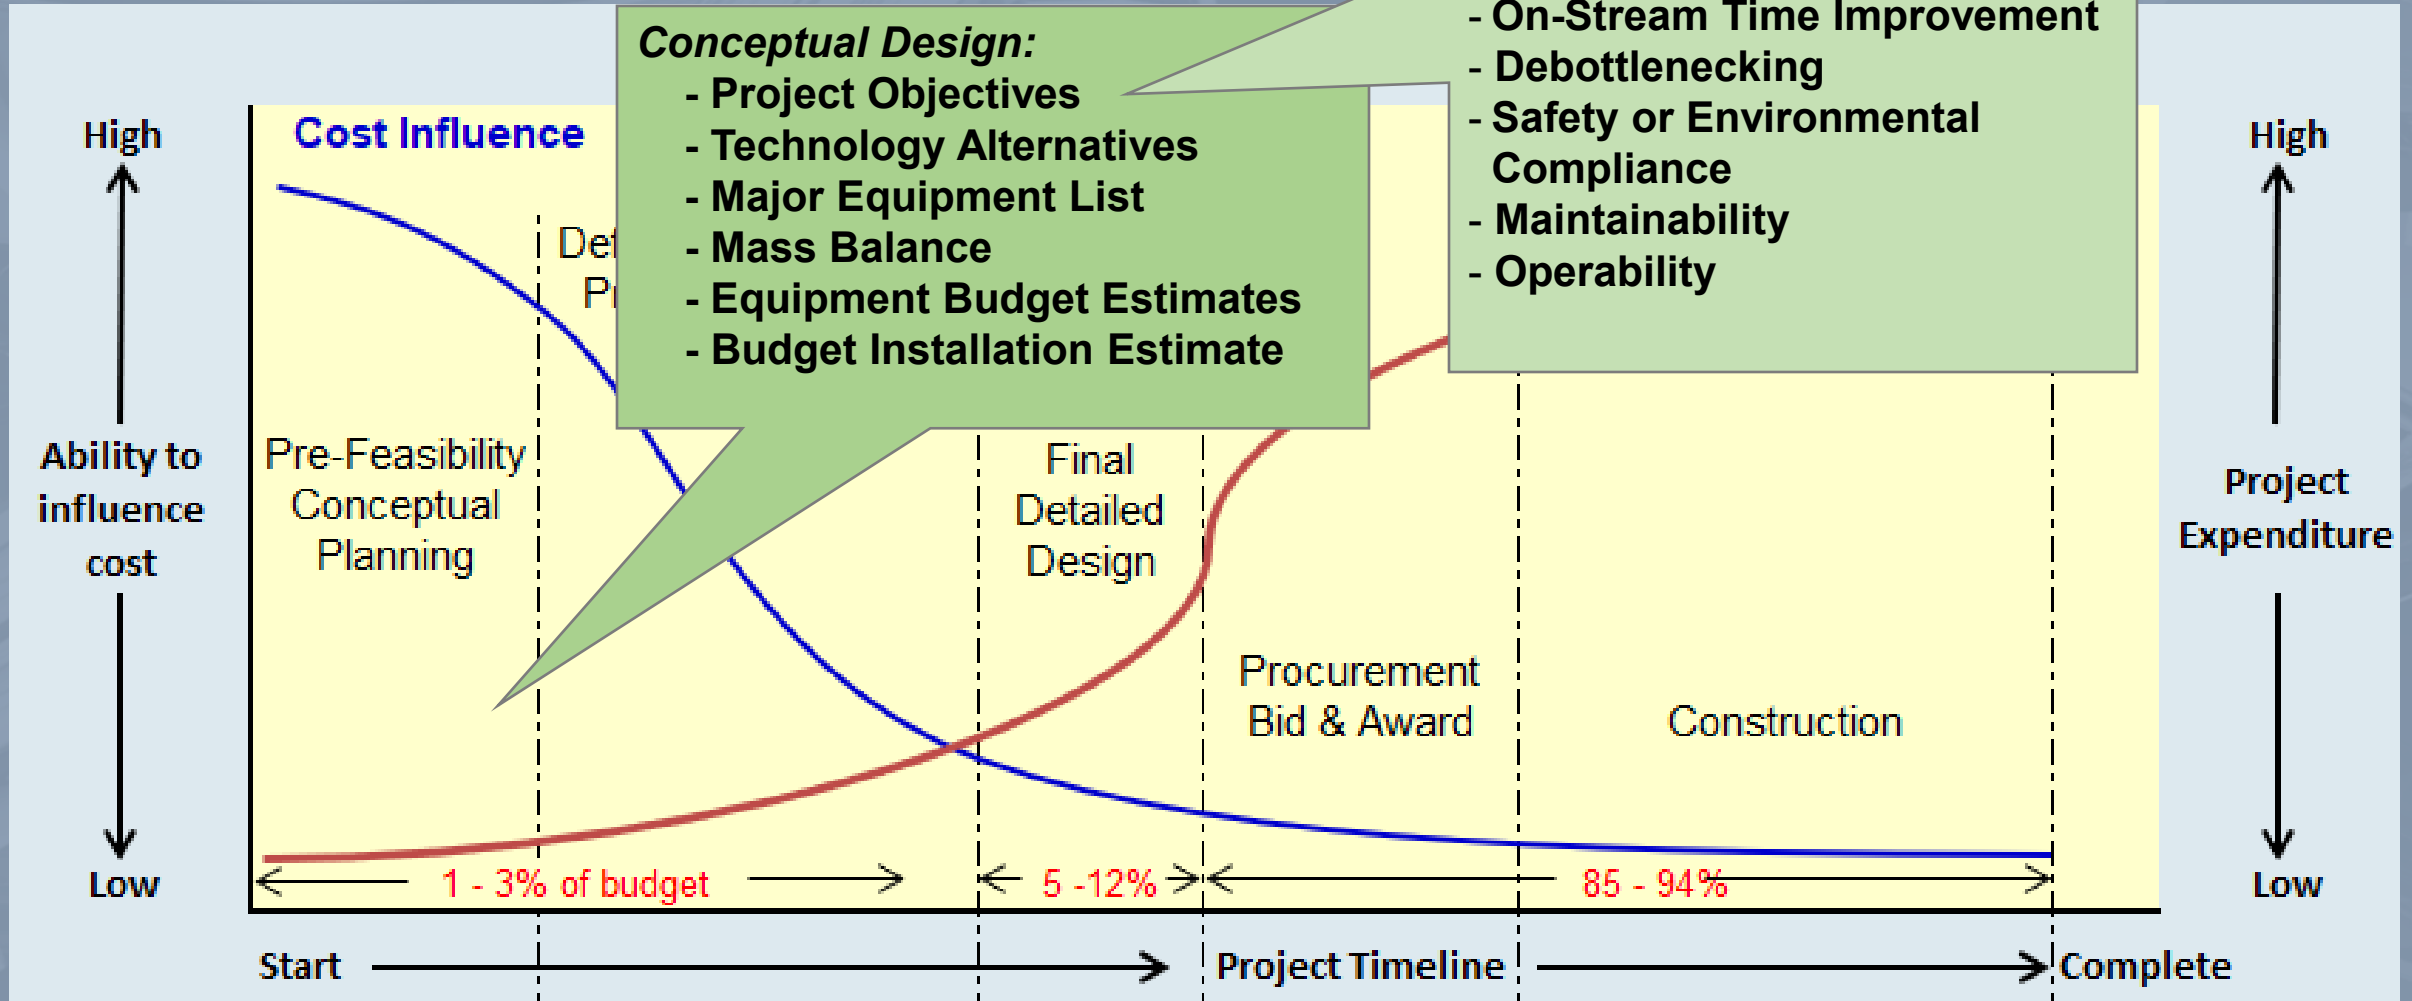 Conceptual Design:
- Project Objectives
- Technology Alternatives
- Major Equipment List
- Mass Balance
- Equipment Budget Estimates
- Budget Installation Estimate
- On-Stream Time Improvement
- Debottlenecking
- Safety or Environmental
Compliance
- Maintainability
- Operability
High
Ability to
influence
cost
Low
Cost Influence
Pre-Feasibility
Conceptual
Planning
Final
Detailed
Design
Procurement
Bid & Award
Construction
High
Project
Expenditure
Low
1 - 3% of budget
5 -12%
85 - 94%
Start
Project Timeline
Complete